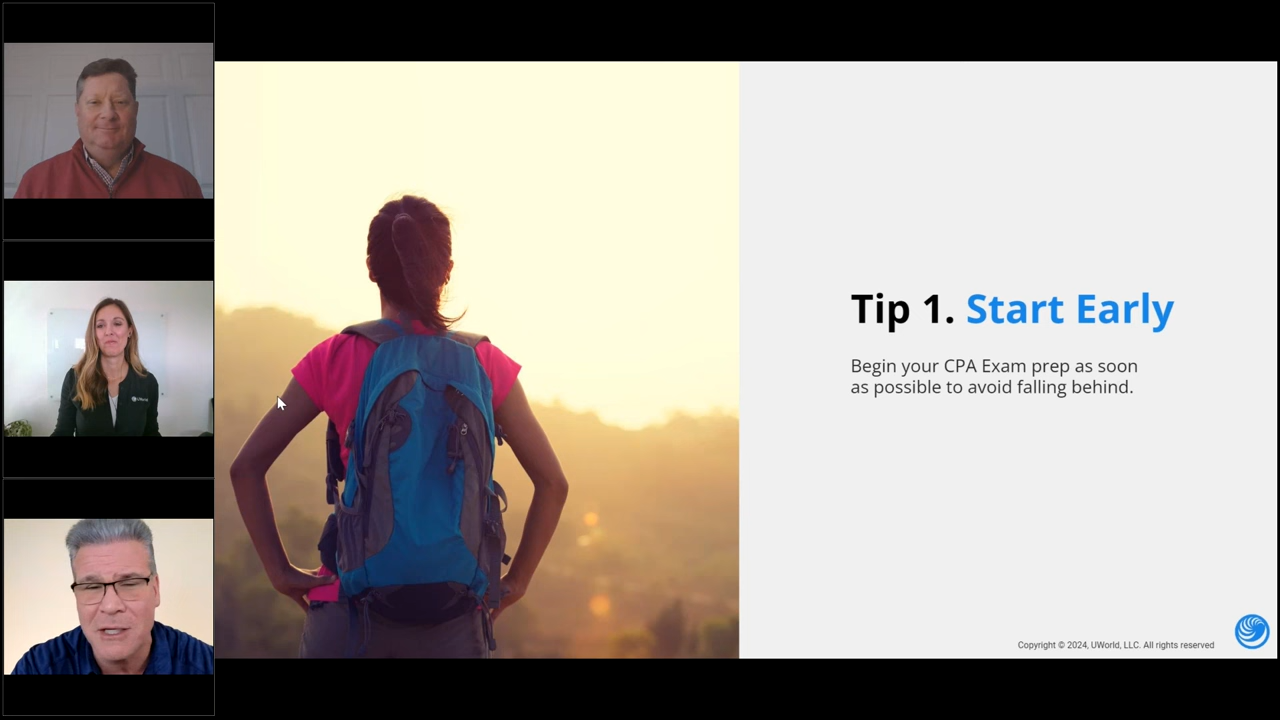 Tip 1. Start Early
Begin your CPA Exam prep as soon
as possible to avoid falling behind.
Copyright © 2024, UWorld, LLC. All rights reserved